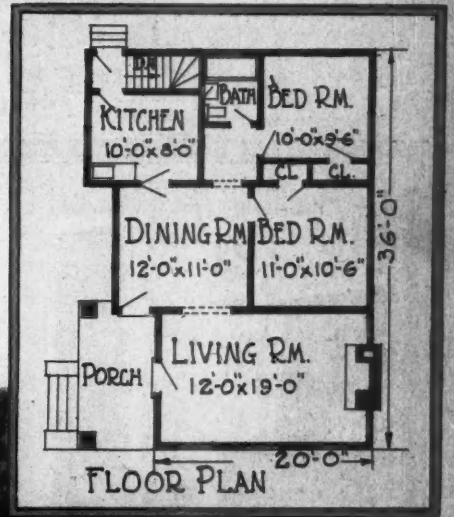 DN
BATH
BED RM.
10'-0"x9'-6"
KITCHEN
10'-0"x8'-0"
CL.
CL.
DINING RM.
12'-0"x11'-0"
BED RM.
11'-0"x10'-6"
36'-0"
LIVING RM.
12'-0"x19'-0"
PORCH
20'-0"
FLOOR PLAN